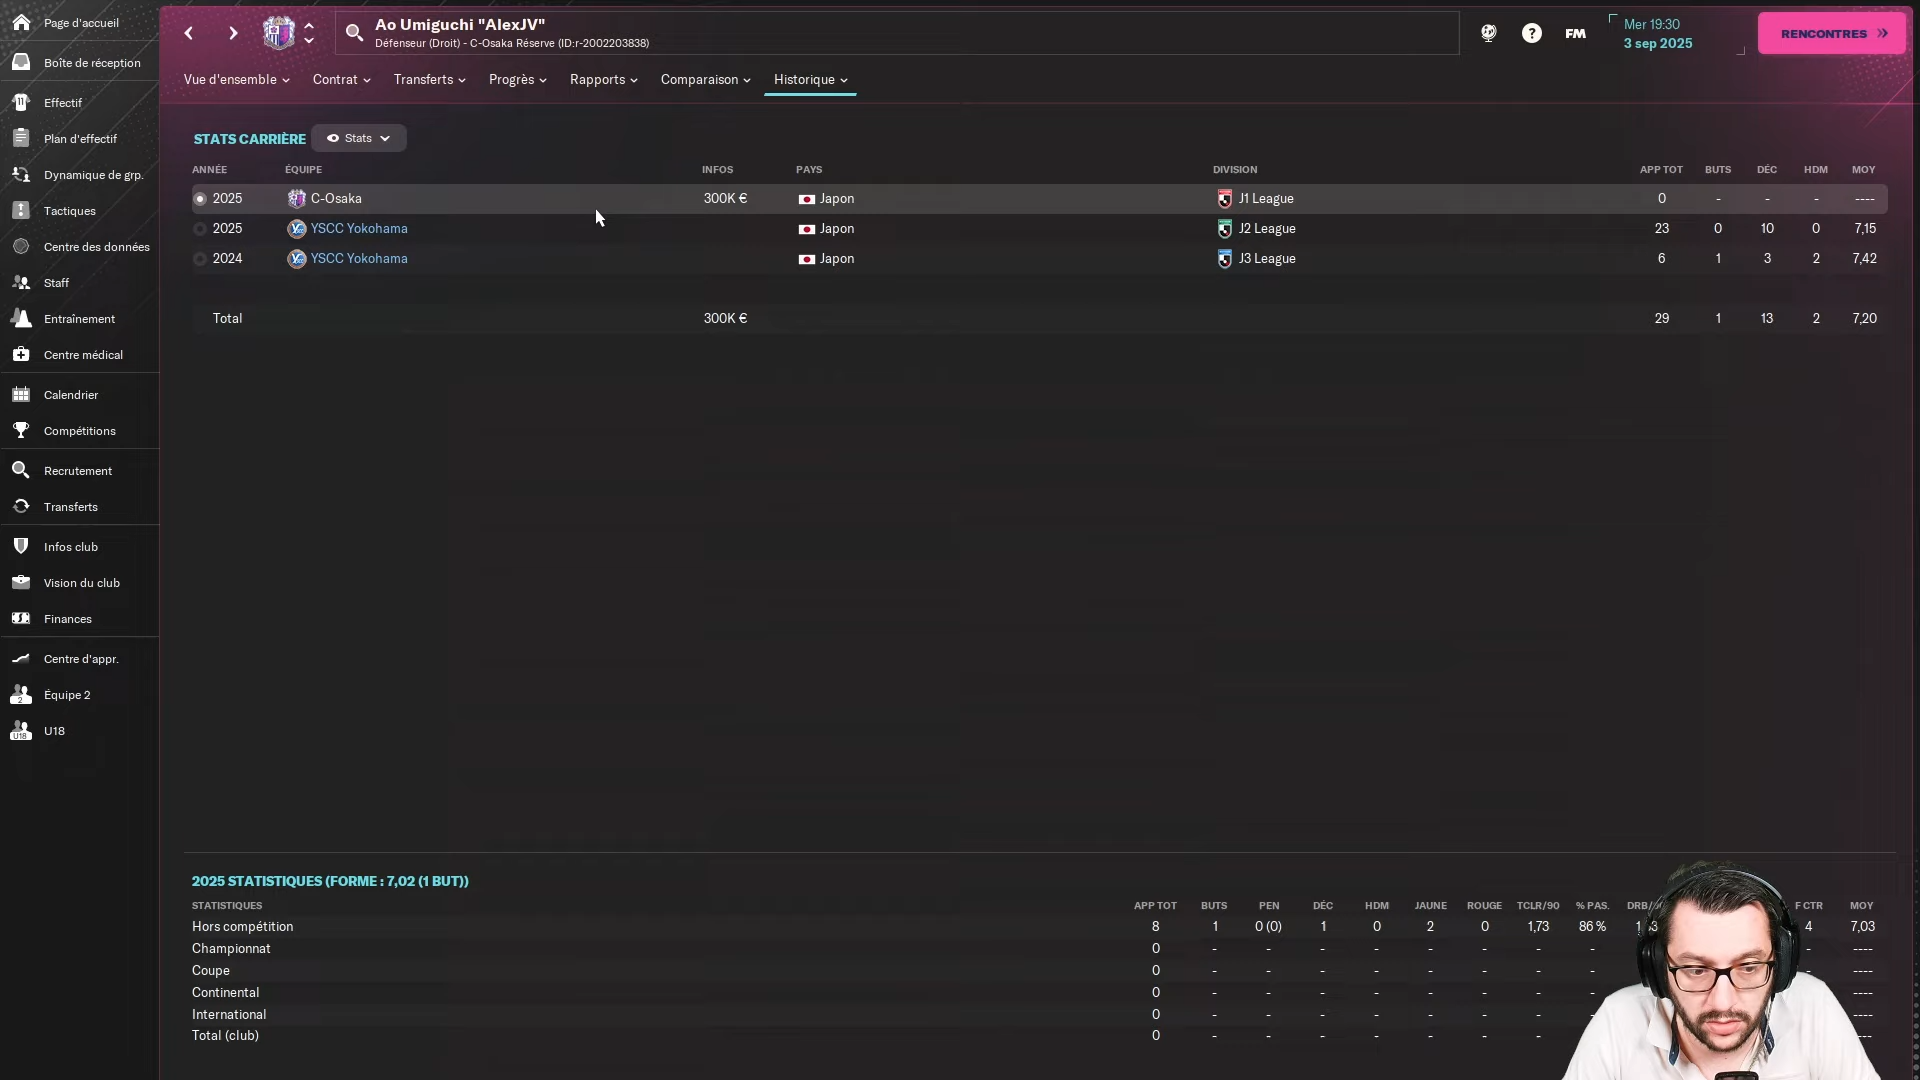 Page d'accueil
Boîte de réception
Effectif
Plan d'effectif
Dynamique de grp.
Tactiques
Centre des données
Staff
Entraînement
Centre médical
Calendrier
Compétitions
Recrutement
Transferts
Infos club
Vision du club
Finances
Centre d'appr.
Équipe 2
U18
Ao Umiguchi "AlexJV"
Défenseur (Droit) - C-Osaka Réserve (ID:r-2002203838)
FM
Mer 19:30
3 sep 2025
RENCONTRES
Vue d'ensemble Contrat Transferts Progrès Rapports Comparaison Historique
STATS CARRIÈRE Stats
ANNÉE ÉQUIPE INFOS PAYS DIVISION APP TOT BUTS DÉC HDM MOY
2025 C-Osaka 300K € Japon J1 League 0 - - - ----
2025 YSCC Yokohama Japon J2 League 23 0 10 0 7,15
2024 YSCC Yokohama Japon J3 League 6 1 3 2 7,42
Total 300K € 29 1 13 2 7,20
2025 STATISTIQUES (FORME : 7,02 (1 BUT))
STATISTIQUES APP TOT BUTS PEN DÉC HDM JAUNE ROUGE TCLR/90 % PAS. F CTR MOY
Hors compétition 8 1 0 (0) 1 0 2 0 1,73 86 % 4 7,03
Championnat 0 - - - - - - - - - ----
Coupe 0 - - - - - - - - - ----
Continental 0 - - - - - - - - ----
International 0 - - - - - - - - ----
Total (club) 0 - - - - - - -